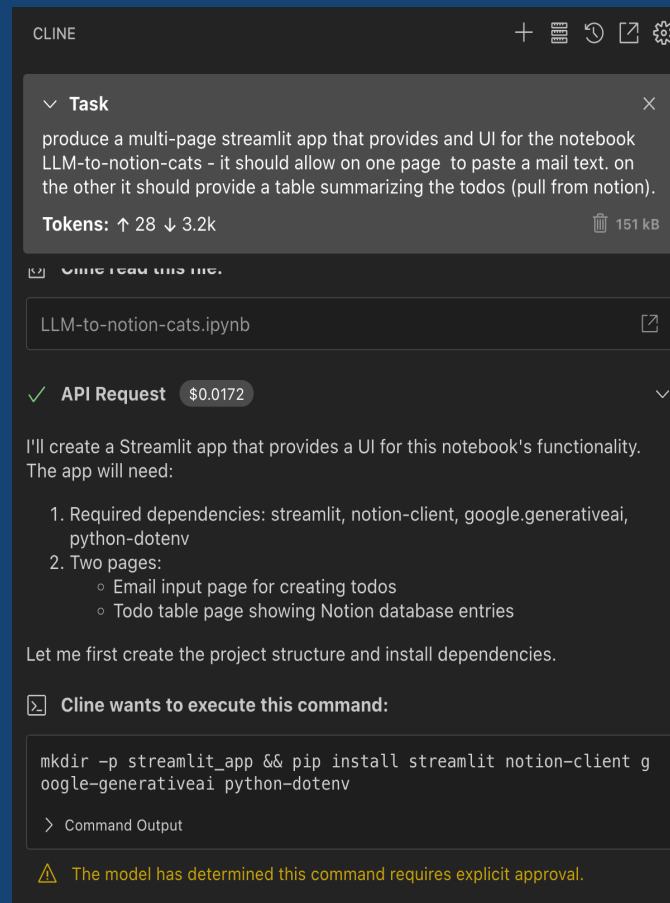 CLINE
Task
produce a multi-page streamlit app that provides and UI for the notebook
LLM-to-notion-cats - it should allow on one page  to paste a mail text. on
the other it should provide a table summarizing the todos (pull from notion).
Tokens: ↑ 28 ↓ 3.2k
151 kB
Cline read this file:
LLM-to-notion-cats.ipynb
API Request $0.0172
I'll create a Streamlit app that provides a UI for this notebook's functionality.
The app will need:
1. Required dependencies: streamlit, notion-client, google.generativeai,
python-dotenv
2. Two pages:
◦ Email input page for creating todos
◦ Todo table page showing Notion database entries
Let me first create the project structure and install dependencies.
Cline wants to execute this command:
mkdir -p streamlit_app && pip install streamlit notion-client g
oogle-generativeai python-dotenv
Command Output
The model has determined this command requires explicit approval.